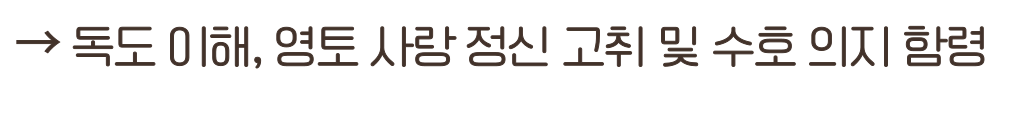 → 독도 이해, 영토 사랑 정신 고취 및 수호 의지 함령